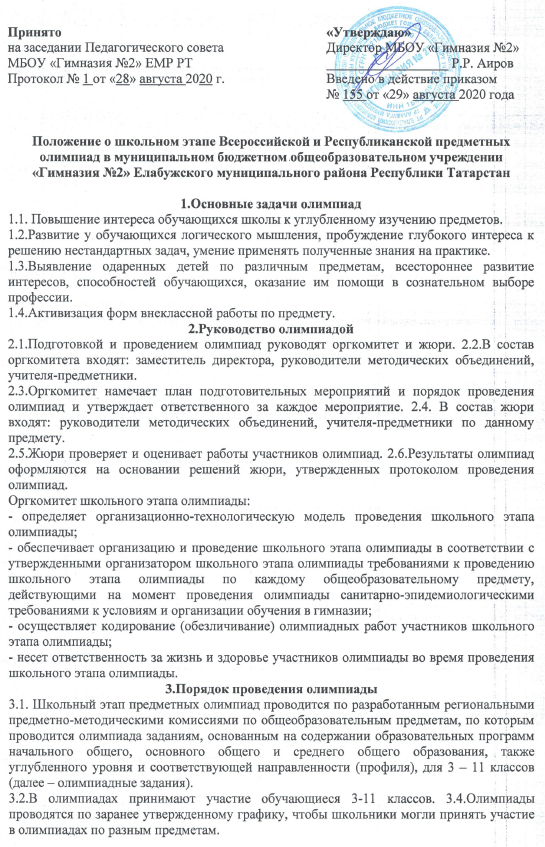 Принято
на заседании Педагогического совета
МБОУ «Гимназия №2» ЕМР РТ
Протокол № 1 от «28» августа 2020 г.
«Утверждаю»
Директор МБОУ «Гимназия №2»
Р.Р. Аиров
Введено в действие приказом
№ 155 от «29» августа 2020 года
Положение о школьном этапе Всероссийской и Республиканской предметных
олимпиад в муниципальном бюджетном общеобразовательном учреждении
«Гимназия №2» Елабужского муниципального района Республики Татарстан
1.Основные задачи олимпиад
1.1. Повышение интереса обучающихся школы к углубленному изучению предметов.
1.2.Развитие у обучающихся логического мышления, пробуждение глубокого интереса к
решению нестандартных задач, умение применять полученные знания на практике.
1.3.Выявление одаренных детей по различным предметам, всестороннее развитие
интересов, способностей обучающихся, оказание им помощи в сознательном выборе
профессии.
1.4.Активизация форм внеклассной работы по предмету.
2.Руководство олимпиадой
2.1.Подготовкой и проведением олимпиад руководят оргкомитет и жюри. 2.2.В состав
оргкомитета входят: заместитель директора, руководители методических объединений,
учителя-предметники.
2.3.Оргкомитет намечает план подготовительных мероприятий и порядок проведения
олимпиад и утверждает ответственного за каждое мероприятие. 2.4. В состав жюри
входят: руководители методических объединений, учителя-предметники по данному
предмету.
2.5.Жюри проверяет и оценивает работы участников олимпиад. 2.6.Результаты олимпиад
оформляются на основании решений жюри, утвержденных протоколом проведения
олимпиад.
Оргкомитет школьного этапа олимпиады:
- определяет организационно-технологическую модель проведения школьного этапа
олимпиады;
- обеспечивает организацию и проведение школьного этапа олимпиады в соответствии с
утвержденными организатором школьного этапа олимпиады требованиями к проведению
школьного этапа олимпиады по каждому общеобразовательному предмету,
действующими на момент проведения олимпиады санитарно-эпидемиологическими
требованиями к условиям и организации обучения в гимназии;
- осуществляет кодирование (обезличивание) олимпиадных работ участников школьного
этапа олимпиады;
- несет ответственность за жизнь и здоровье участников олимпиады во время проведения
школьного этапа олимпиады.
3.Порядок проведения олимпиады
3.1. Школьный этап предметных олимпиад проводится по разработанным региональными
предметно-методическими комиссиями по общеобразовательным предметам, по которым
проводится олимпиада заданиям, основанным на содержании образовательных программ
начального общего, основного общего и среднего общего образования, также
углубленного уровня и соответствующей направленности (профиля), для 3 – 11 классов
(далее – олимпиадные задания).
3.2.В олимпиадах принимают участие обучающиеся 3-11 классов. 3.4.Олимпиады
проводятся по заранее утвержденному графику, чтобы школьники могли принять участие
в олимпиадах по разным предметам.